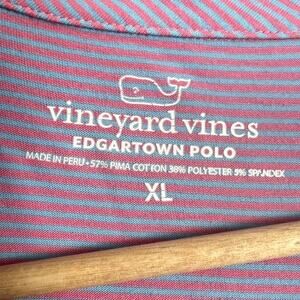 vineyard vines
EDGARTOWN POLO
MADE IN PERU • 57% PIMA COTTON 38% POLYESTER 5% SPANDEX
XL